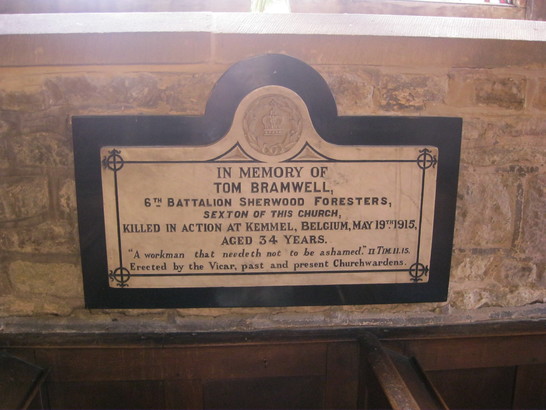 IN MEMORY OF
TOM BRAMWELL,
6TH BATTALION SHERWOOD FORESTERS,
SEXTON OF THIS CHURCH,
KILLED IN ACTION AT KEMMEL, BELGIUM, MAY 19TH 1915,
AGED 34 YEARS.
"A workman that needeth not to be ashamed." II TIM. II. 15.
Erected by the Vicar, past and present Churchwardens.